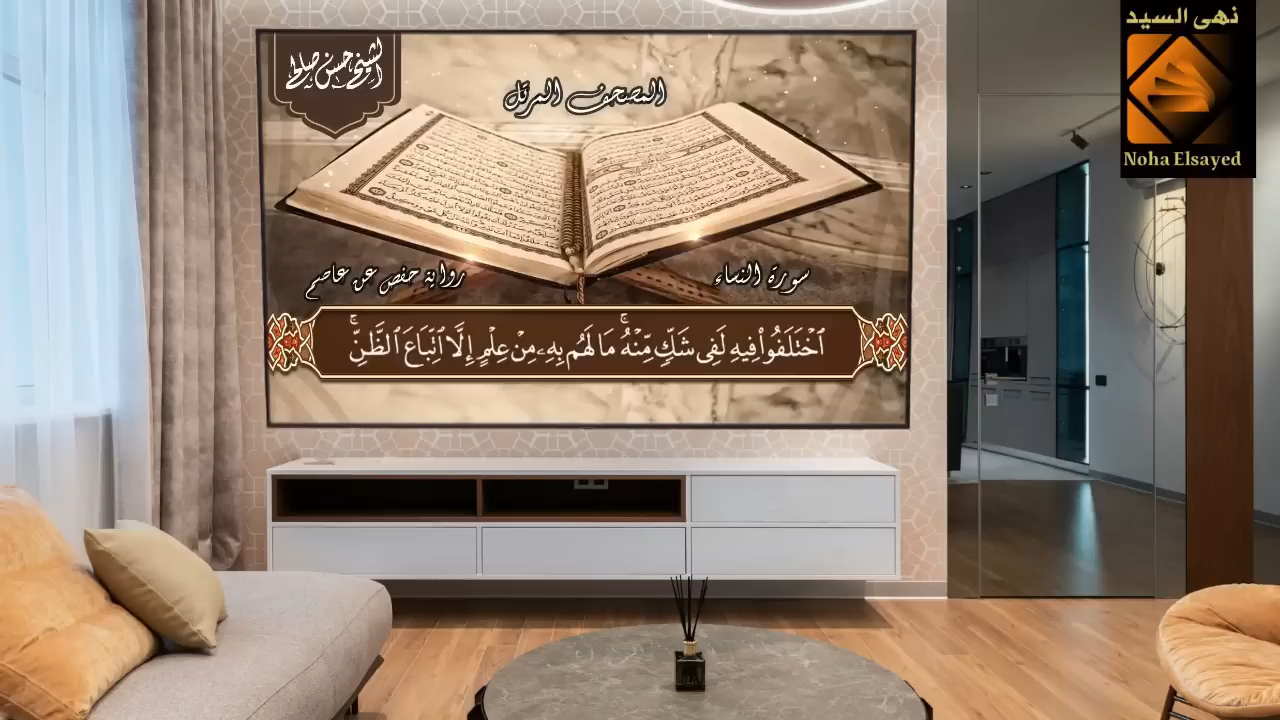 نهى السيد
Noha Elsayed
الشيخ حسن صالح
المصحف المرتل
سورة النساء
رواية حفص عن عاصم
ٱخۡتَلَفُواْ فِيهِ لَفِى شَكٍّ مِّنۡهُۚ مَا لَهُم بِهِۦ مِنۡ عِلۡمٍ إِلَّا ٱتِّبَاعَ ٱلظَّنِّۚ